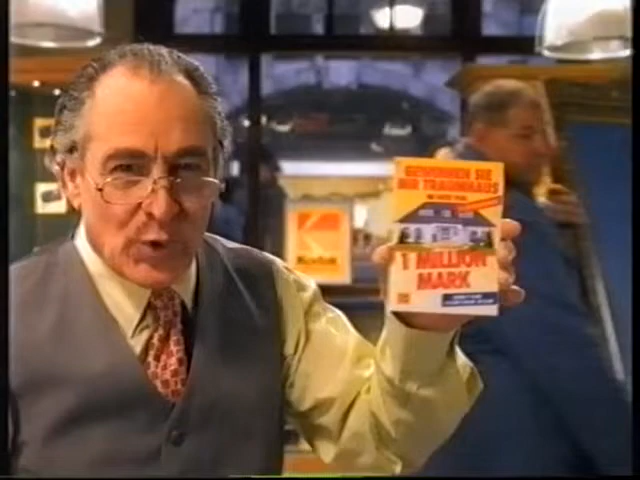 Kodak
GEWINNEN SIE
IHR TRAUMHAUS
1 MILLION
MARK